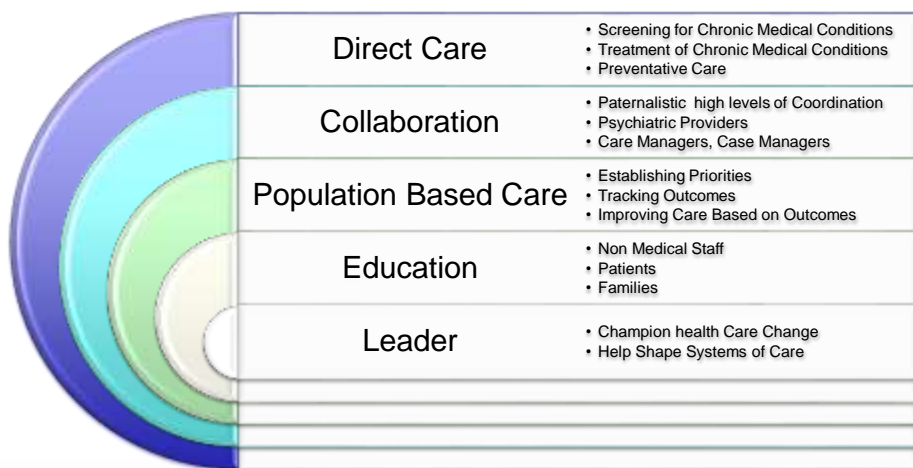 Direct Care
• Screening for Chronic Medical Conditions
• Treatment of Chronic Medical Conditions
• Preventative Care
Collaboration
• Paternalistic high levels of Coordination
• Psychiatric Providers
• Care Managers, Case Managers
Population Based Care
• Establishing Priorities
• Tracking Outcomes
• Improving Care Based on Outcomes
Education
• Non Medical Staff
• Patients
• Families
Leader
• Champion health Care Change
• Help Shape Systems of Care